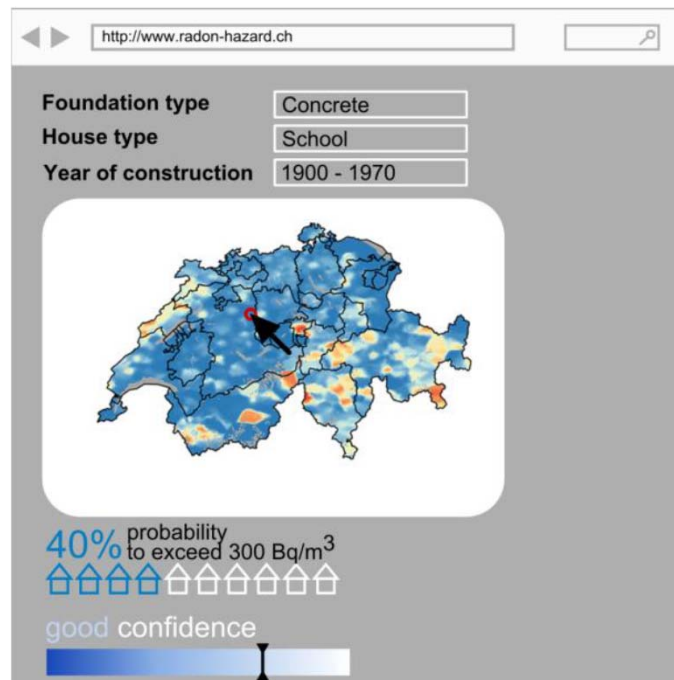 http://www.radon-hazard.ch
Foundation type Concrete
House type School
Year of construction 1900 - 1970
40% probability
to exceed 300 Bq/m3
good confidence